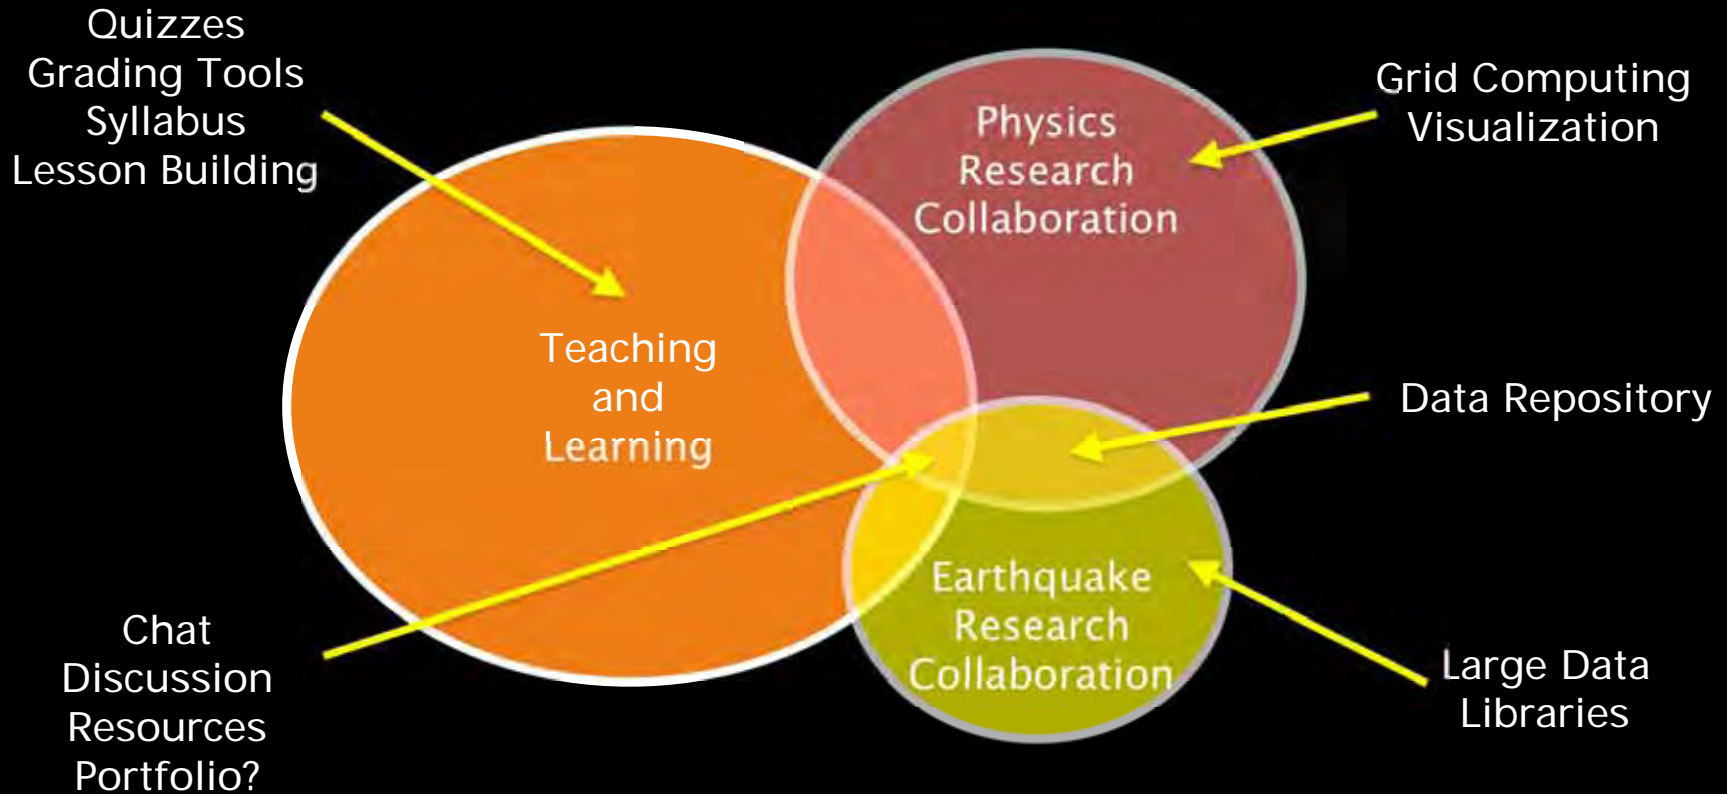 Quizzes
Grading Tools
Syllabus
Lesson Building
Physics
Research
Collaboration
Grid Computing
Visualization
Teaching
and
Learning
Data Repository
Earthquake
Research
Collaboration
Chat
Discussion
Resources
Portfolio?
Large Data
Libraries